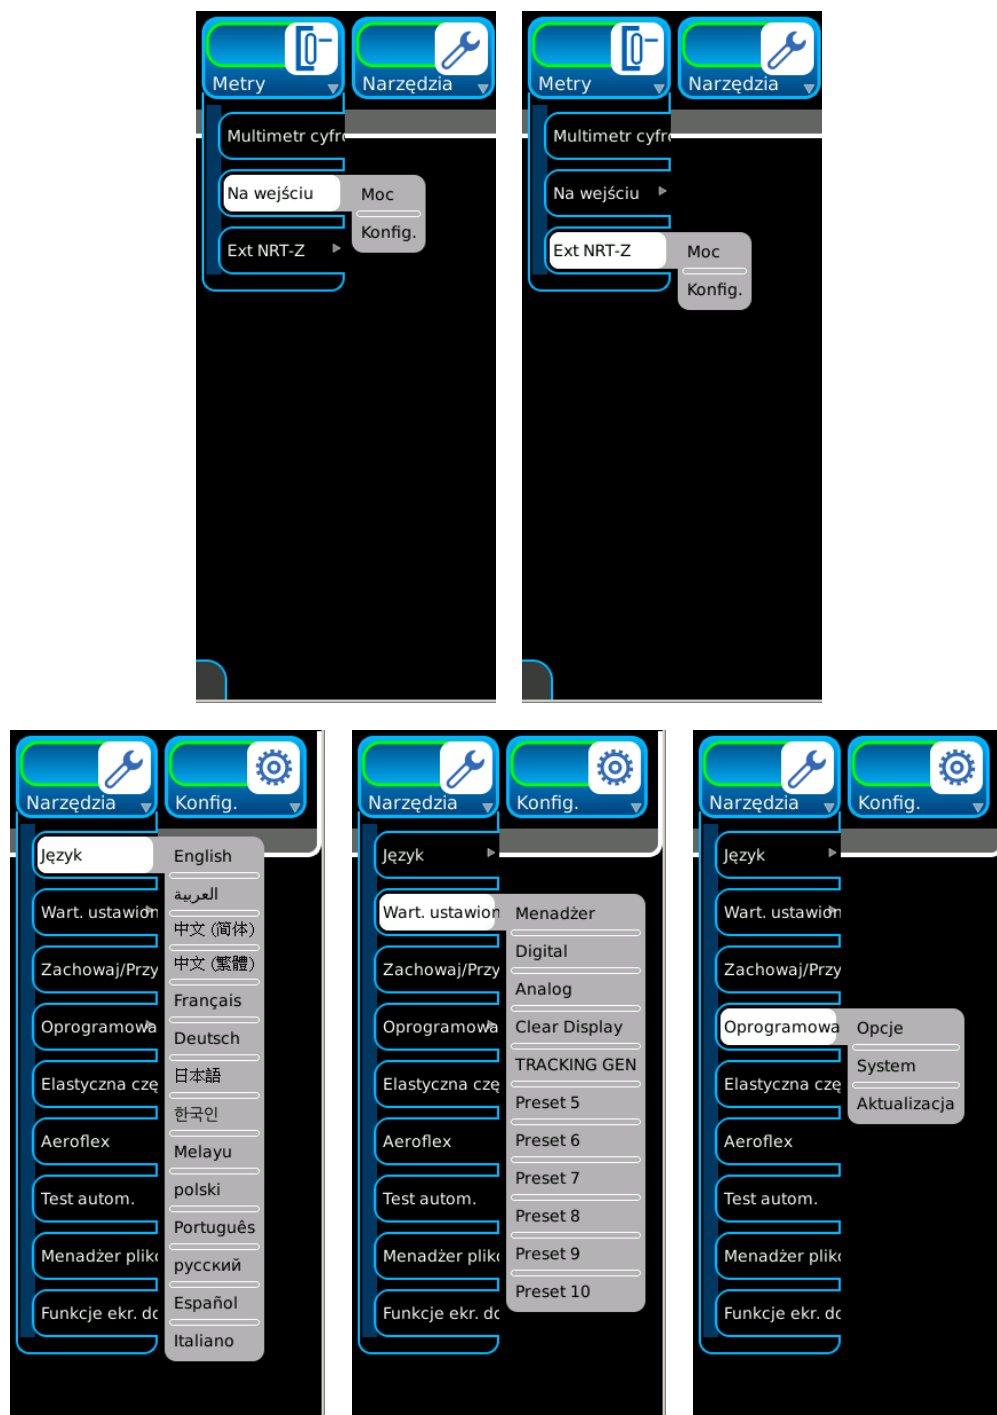 Metry
Narzędzia
Multimetr cyfr
Na wejściu
Moc
Konfig.
Ext NRT-Z
Metry
Narzędzia
Multimetr cyfr
Na wejściu
Ext NRT-Z
Moc
Konfig.
Narzędzia
Konfig.
Język
English
العربية
Wart. ustawion
中文 (简体)
中文 (繁體)
Zachowaj/Przy
Français
Oprogramowa
Deutsch
日本語
Elastyczna czę
한국인
Aeroflex
Melayu
polski
Test autom.
Português
Menadżer plik
русский
Español
Funkcje ekr. do
Italiano
Narzędzia
Konfig.
Język
Wart. ustawion
Menadżer
Digital
Zachowaj/Przy
Analog
Oprogramowa
Clear Display
TRACKING GEN
Elastyczna czę
Preset 5
Aeroflex
Preset 6
Preset 7
Test autom.
Preset 8
Menadżer plik
Preset 9
Preset 10
Funkcje ekr. do
Narzędzia
Konfig.
Język
Wart. ustawion
Zachowaj/Przy
Oprogramowa
Opcje
System
Elastyczna czę
Aktualizacja
Aeroflex
Test autom.
Menadżer plik
Funkcje ekr. do